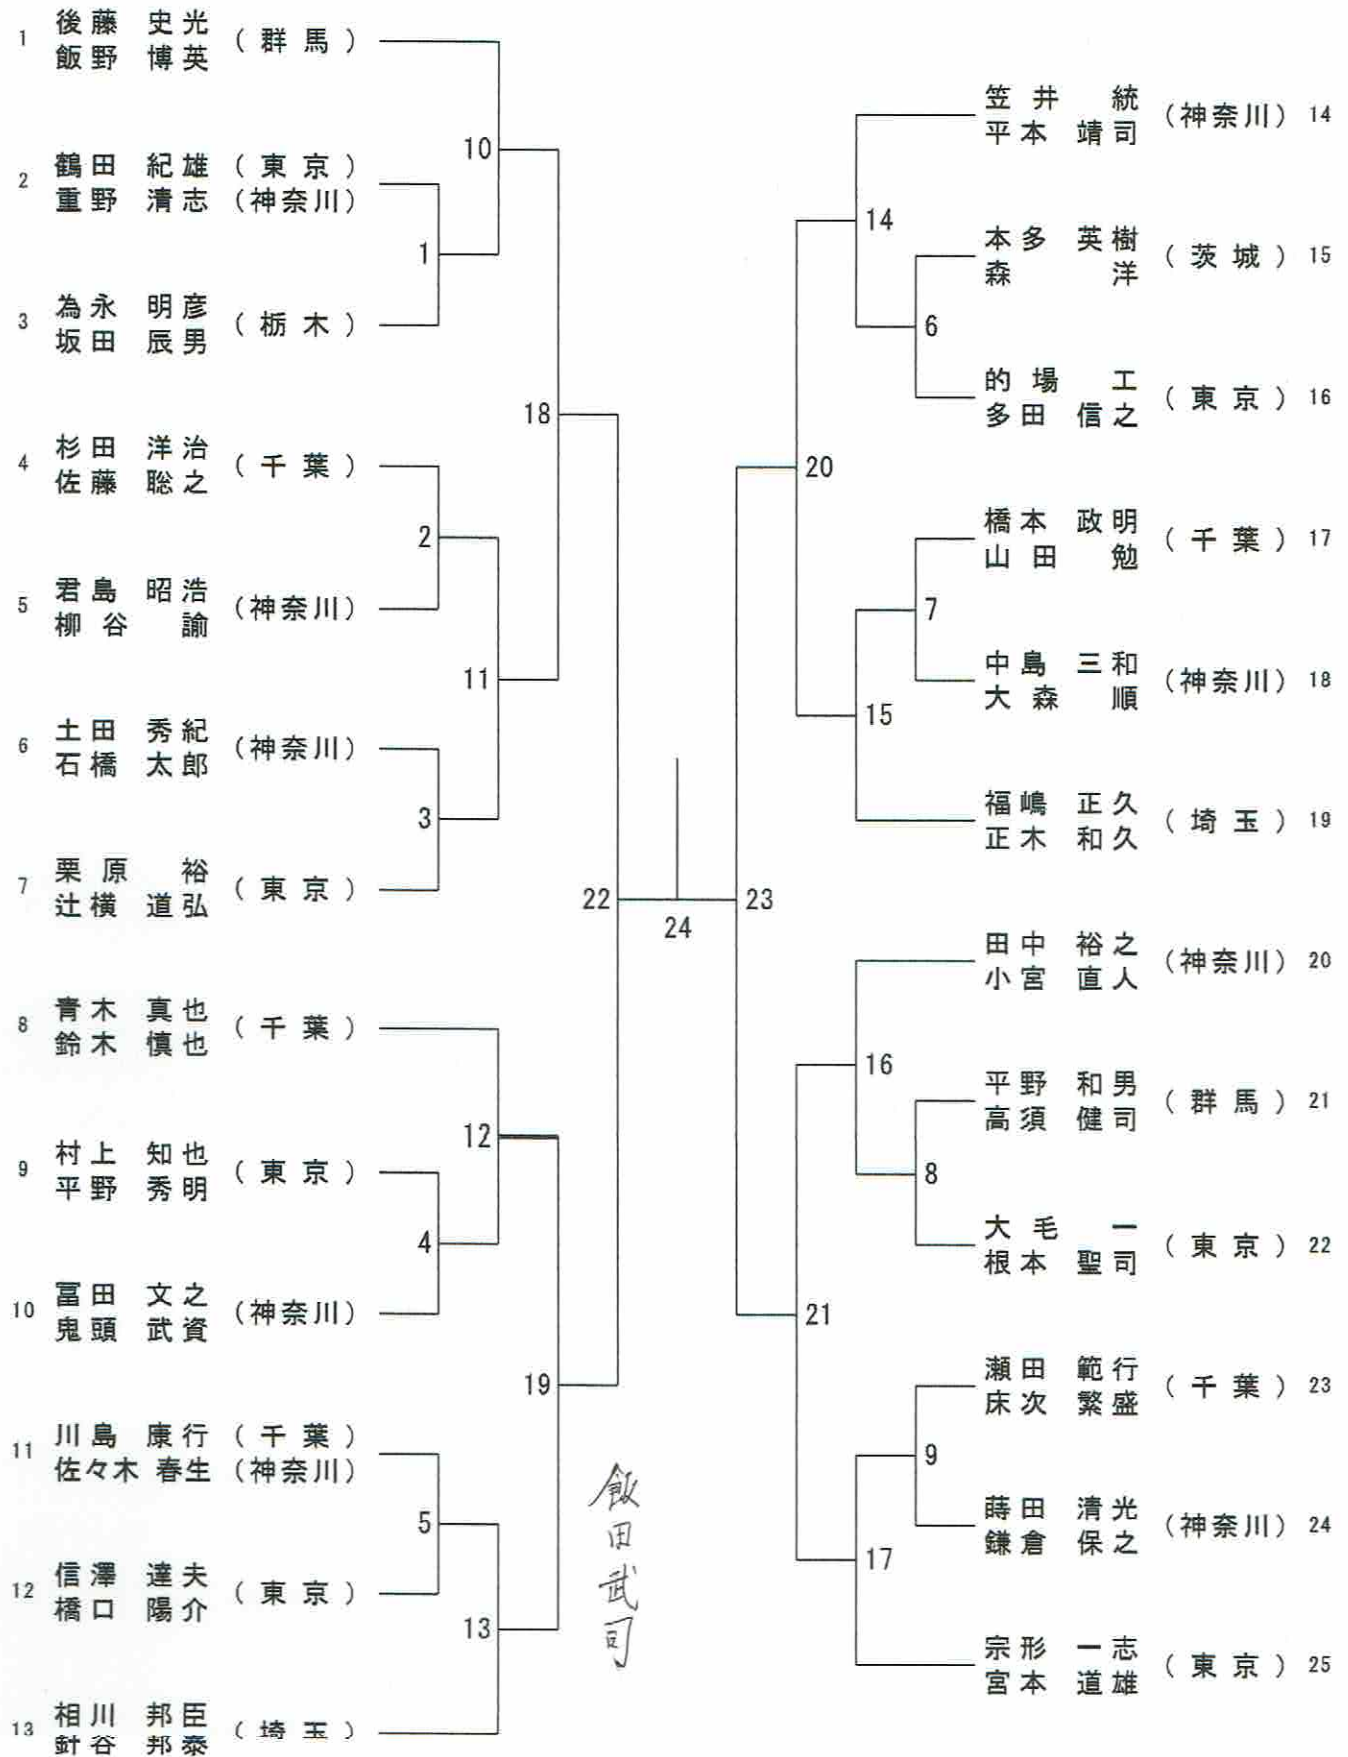 1 後藤 史光 (群馬)
飯野 博英
2 鶴田 紀雄 (東京)
重野 清志 (神奈川)
3 為永 明彦 (栃木)
坂田 辰男
4 杉田 洋治 (千葉)
佐藤 聡之
5 君島 昭浩 (神奈川)
柳谷 諭
6 土田 秀紀 (神奈川)
石橋 太郎
7 栗原 裕 (東京)
辻横 道弘
8 青木 真也 (千葉)
鈴木 慎也
9 村上 知也 (東京)
平野 秀明
10 冨田 文之 (神奈川)
鬼頭 武資
11 川島 康行 (千葉)
佐々木 春生 (神奈川)
12 信澤 達夫 (東京)
橋口 陽介
13 相川 邦臣 (埼玉)
針谷 邦泰
1
2
3
4
5
10
11
12
13
18
19
22
24
23
20
21
14
15
16
17
6
7
8
9
笠井 統 (神奈川) 14
平本 靖司
本多 英樹 (茨城) 15
森 洋
的場 工 (東京) 16
多田 信之
橋本 政明 (千葉) 17
山田 勉
中島 三和 (神奈川) 18
大森 順
福嶋 正久 (埼玉) 19
正木 和久
田中 裕之 (神奈川) 20
小宮 直人
平野 和男 (群馬) 21
高須 健司
大毛 一 (東京) 22
根本 聖司
瀬田 範行 (千葉) 23
床次 繁盛
蒔田 清光 (神奈川) 24
鎌倉 保之
宗形 一志 (東京) 25
宮本 道雄
飯田武司